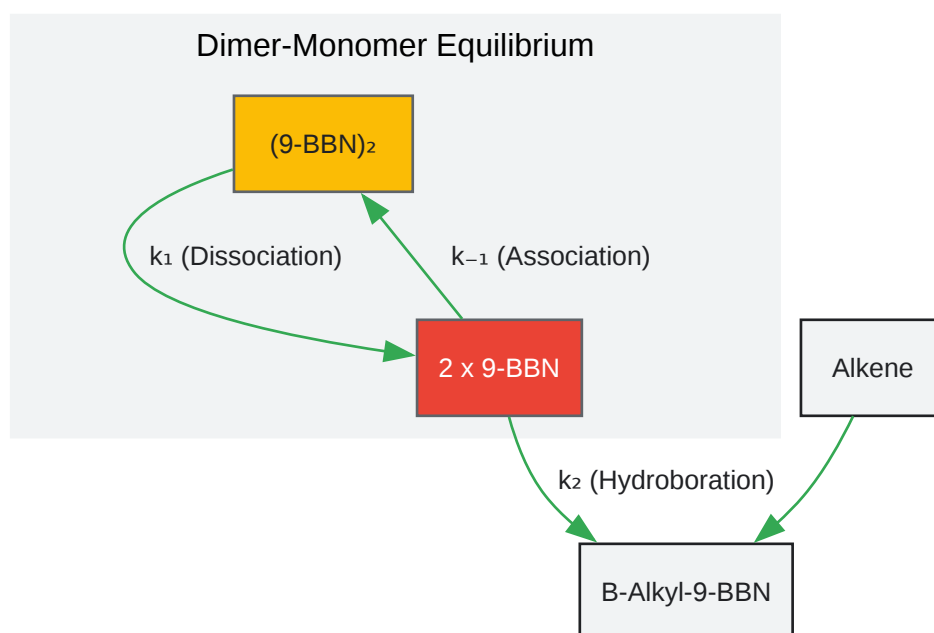 Dimer-Monomer Equilibrium
(9-BBN)₂
k₁ (Dissociation)
k₋₁ (Association)
2 x 9-BBN
Alkene
k₂ (Hydroboration)
B-Alkyl-9-BBN